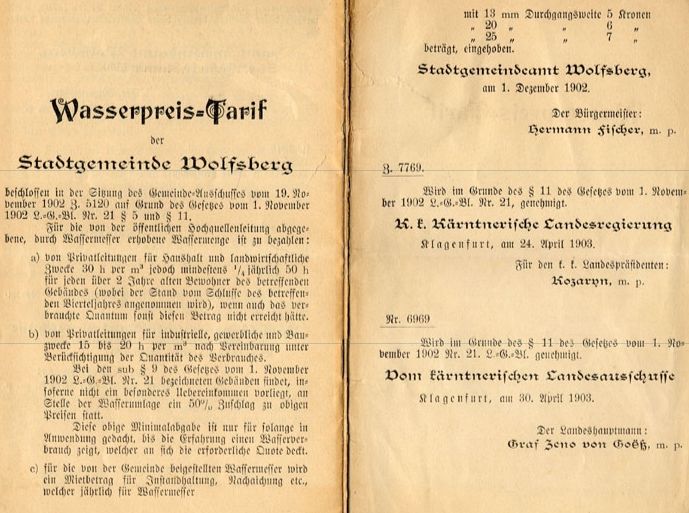 Wasserpreis=Tarif
der
Stadtgemeinde Wolfsberg
beschlossen in der Sitzung des Gemeinde=Ausschusses vom 19. No=
vember 1902 Z. 5120 auf Grund des Gesetzes vom 1. November
1902 L.=G.=Bl. Nr. 21 § 5 und § 11.
Für die von der öffentlichen Hochquellenleitung abgege=
bene, durch Wassermesser erhobene Wassermenge ist zu bezahlen:
a) von Privatleitungen für Haushalt und landwirtschaftliche
Zwecke 30 h per m³ jedoch mindestens ¼ jährlich 50 h
für jeden über 2 Jahre alten Bewohner des betreffenden
Gebäudes (wobei der Stand vom Schlusse des betreffen=
den Vierteljahres angenommen wird), wenn auch das ver=
brauchte Quantum sonst diesen Betrag nicht erreicht hätte.
b) von Privatleitungen für industrielle, gewerbliche und Bau=
zwecke 15 bis 20 h per m³ nach Vereinbarung unter
Berücksichtigung der Quantität des Verbrauches.
Bei den sub § 9 des Gesetzes vom 1. November
1902 L.=G.=Bl. Nr. 21 bezeichneten Gebäuden findet, in=
soferne nicht ein besonderes Uebereinkommen vorliegt, an
Stelle der Wasserumlage ein 50% Zuschlag zu obigen
Preisen statt.
Diese obige Minimalabgabe ist nur für solange in
Anwendung gedacht, bis die Erfahrung einen Wasserver=
brauch zeigt, welcher an sich die erforderliche Quote deckt.
c) für die von der Gemeinde beigestellten Wassermesser wird
ein Mietbetrag für Instandhaltung, Nachaichung etc.,
welcher jährlich für Wassermesser
mit 13 mm Durchgangsweite 5 Kronen
„ 20 „ „ 6 „
„ 25 „ „ 7 „
beträgt, eingehoben.
Stadtgemeindeamt Wolfsberg,
am 1. Dezember 1902.
Der Bürgermeister:
Hermann Fischer, m. p.
Z. 7769.
Wird im Grunde des § 11 des Gesetzes vom 1. Novem=
ber 1902 L.=G.=Bl. Nr. 21, genehmigt.
K. k. Kärntnerische Landesregierung
Klagenfurt, am 24. April 1903.
Für den k. k. Landespräsidenten:
Kozaryn, m. p.
Nr. 6969
Wird im Grunde des § 11 des Gesetzes vom 1. No=
vember 1902 Nr. 21. L.=G.=Bl. genehmigt.
Vom kärntnerischen Landesausschusse
Klagenfurt, am 30. April 1903.
Der Landeshauptmann:
Graf Zeno von Goëß, m. p.